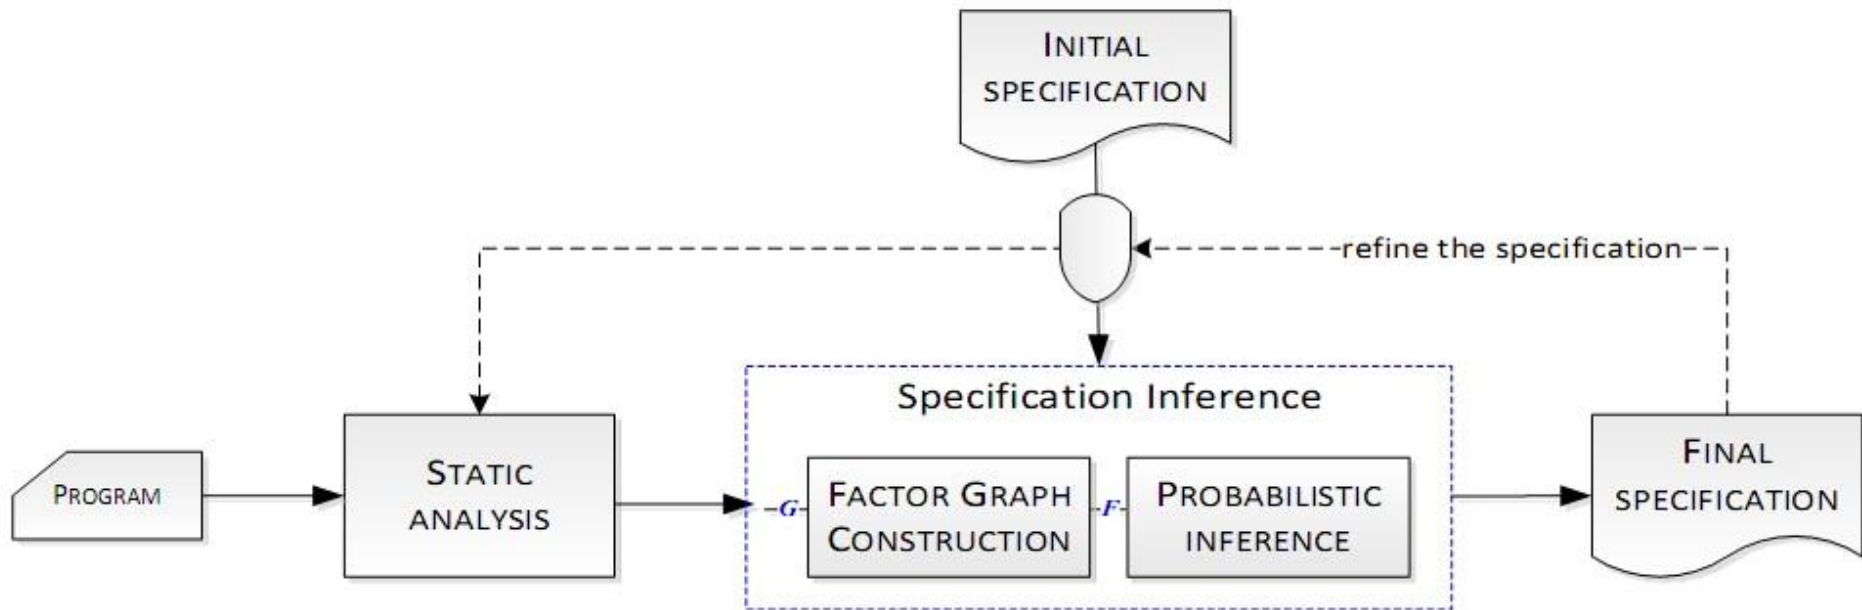 INITIAL
SPECIFICATION
refine the specification
Specification Inference
PROGRAM
STATIC
ANALYSIS
G
FACTOR GRAPH
CONSTRUCTION
F
PROBABILISTIC
INFERENCE
FINAL
SPECIFICATION